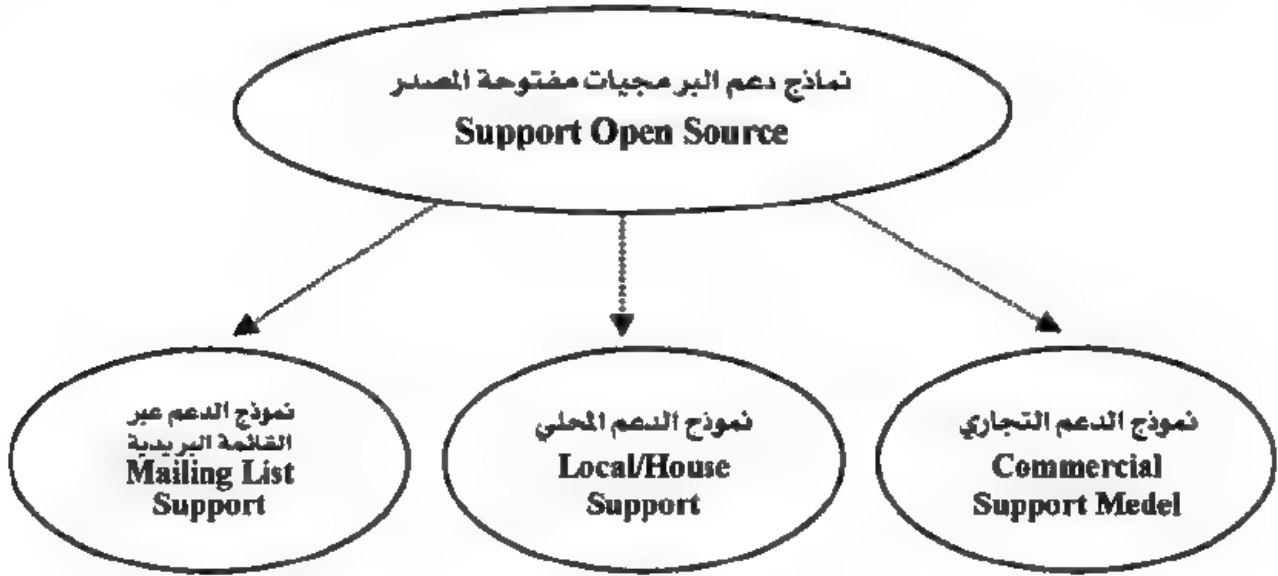 نماذج دعم البرمجيات مفتوحة المصدر
Support Open Source
نموذج الدعم التجاري
Commercial
Support Medel
نموذج الدعم المحلي
Local/House
Support
نموذج الدعم عبر
القائمة البريدية
Mailing List
Support